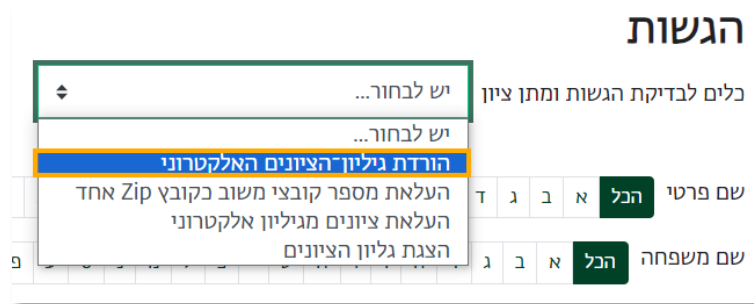 הגשות
כלים לבדיקת הגשות ומתן ציון יש לבחור...
יש לבחור...
הורדת גיליון־הציונים האלקטרוני
העלאת מספר קובצי משוב כקובץ Zip אחד
העלאת ציונים מגיליון אלקטרוני
הצגת גליון הציונים
שם פרטי הכל א ב ג ד
שם משפחה הכל א ב ג